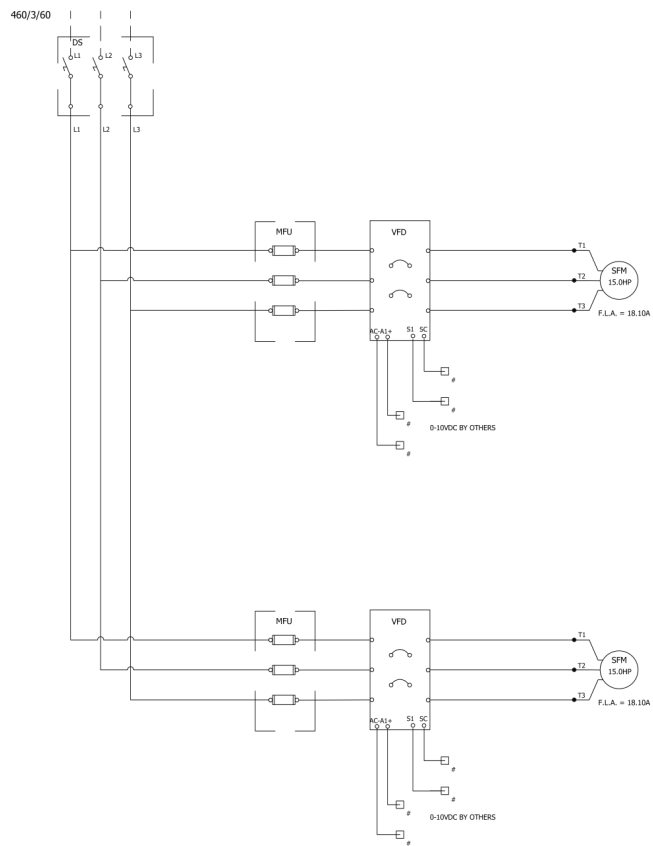 460/3/60
DS
L1
L2
L3
L1
L2
L3
MFU
VFD
T1
T2
T3
SFM
15.0HP
F.L.A. = 18.10A
AC-A1+
S1
SC
#
#
#
0-10VDC BY OTHERS
#
MFU
VFD
T1
T2
T3
SFM
15.0HP
F.L.A. = 18.10A
AC-A1+
S1
SC
#
#
#
0-10VDC BY OTHERS
#